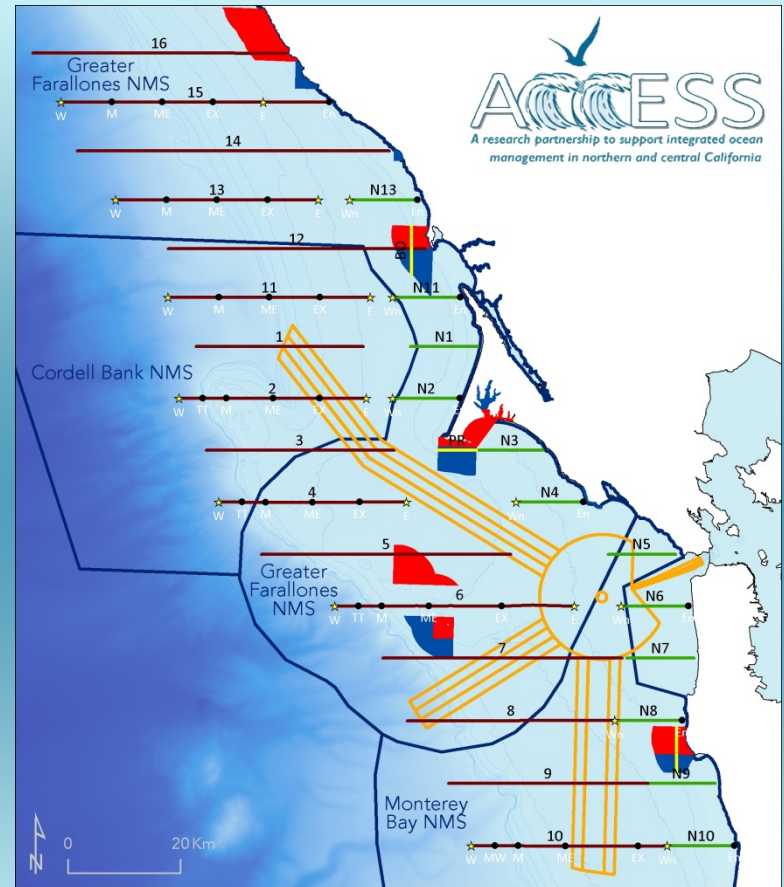 16
Greater
Farallones NMS
ACCESS
A research partnership to support integrated ocean
management in northern and central California
15
W M ME EX E En
14
13 N13
W M ME EX E Wn En
12 BO
11 N11
W M ME EX E Wn En
1 N1
Cordell Bank NMS
2 N2
W TT M ME EX E Wn E
3 PR N3
4 N4
W TT M ME EX E Wn En
5 N5
Greater
Farallones
NMS
6 N6
W TT M ME EX E Wn En
7 N7
8 N8
Wn En
9 N9
Monterey
Bay NMS
10 N10
W MW M ME EX Wn En
N
0 20 Km